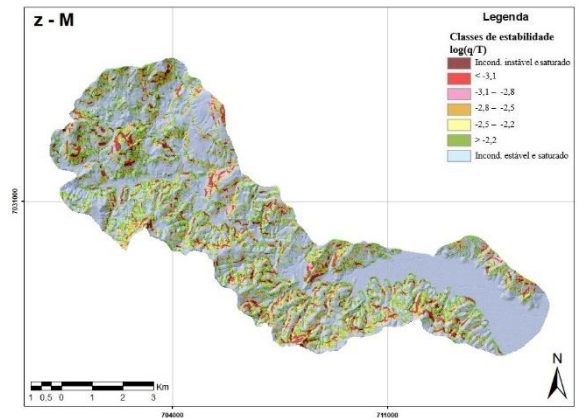 z - M
Legenda
Classes de estabilidade
log(q/T)
Incond. instável e saturado
< -3,1
-3,1 – -2,8
-2,8 – -2,5
-2,5 – -2,2
> -2,2
Incond. estável e saturado
7031000
N
Km
1 0,5 0 1 2 3
704000
711000